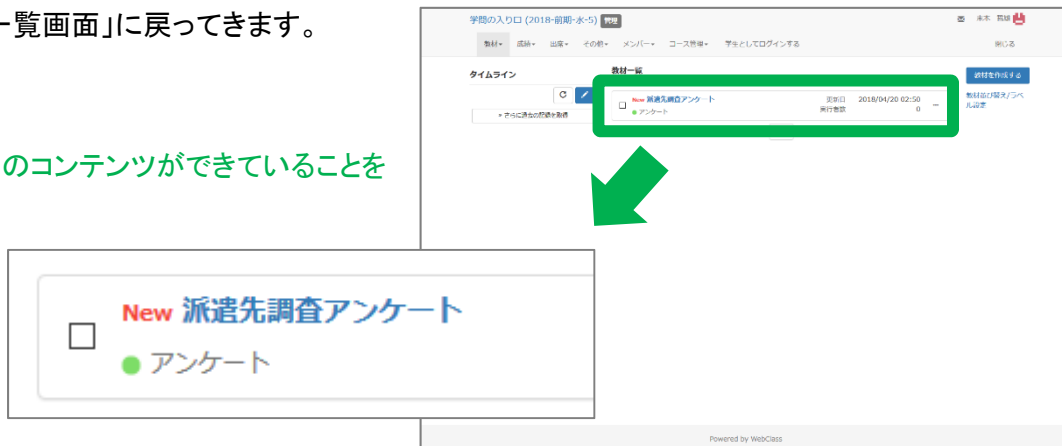 一覧画面」に戻ってきます。
のコンテンツができていることを
学問の入り口 (2018-前期-水-5) 管理
教材 成績 出席 その他 メンバー コース管理 学生としてログインする 閉じる
タイムライン
» さらに過去の記録を取得
教材一覧
New 派遣先調査アンケート
アンケート
更新日 2018/04/20 02:50
実行者数 0
教材を作成する
教材並び替え/ラベル設定
New 派遣先調査アンケート
アンケート
Powered by WebClass